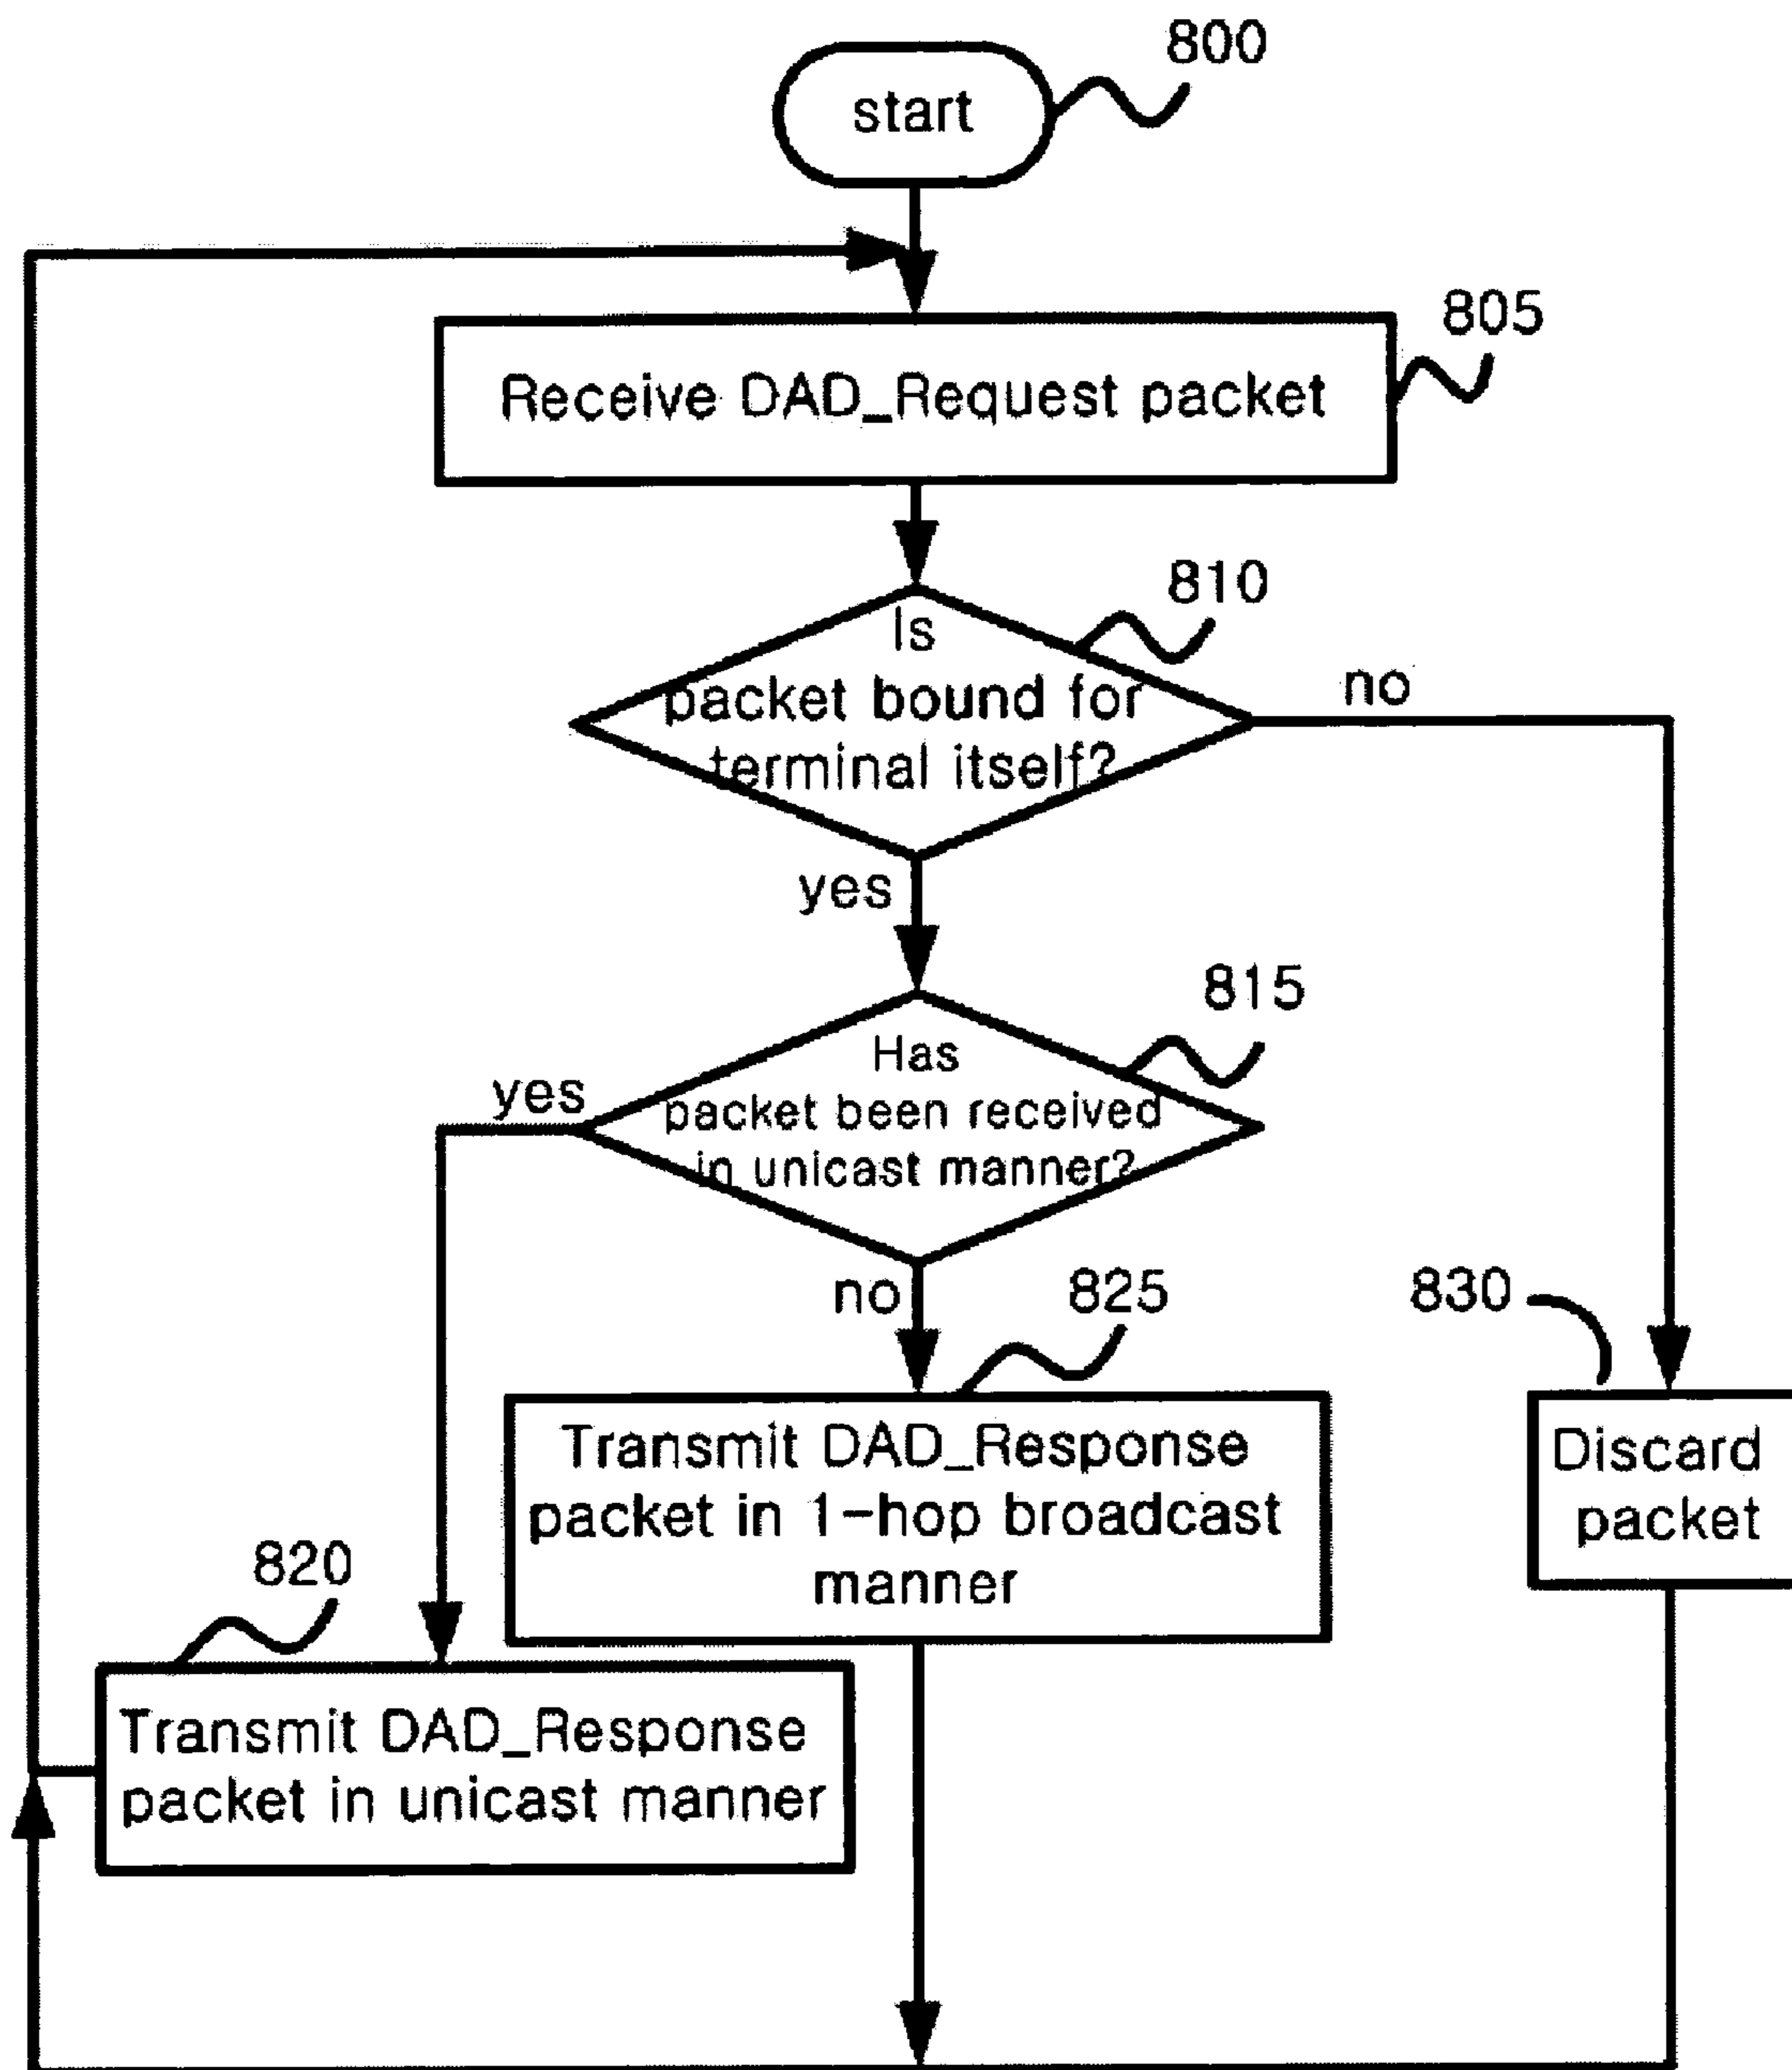 800
start
805
Receive DAD_Request packet
810
Is
packet bound for
terminal itself?
no
yes
815
Has
packet been received
in unicast manner?
yes
no
825
830
Transmit DAD_Response
packet in 1-hop broadcast
manner
Discard
packet
820
Transmit DAD_Response
packet in unicast manner